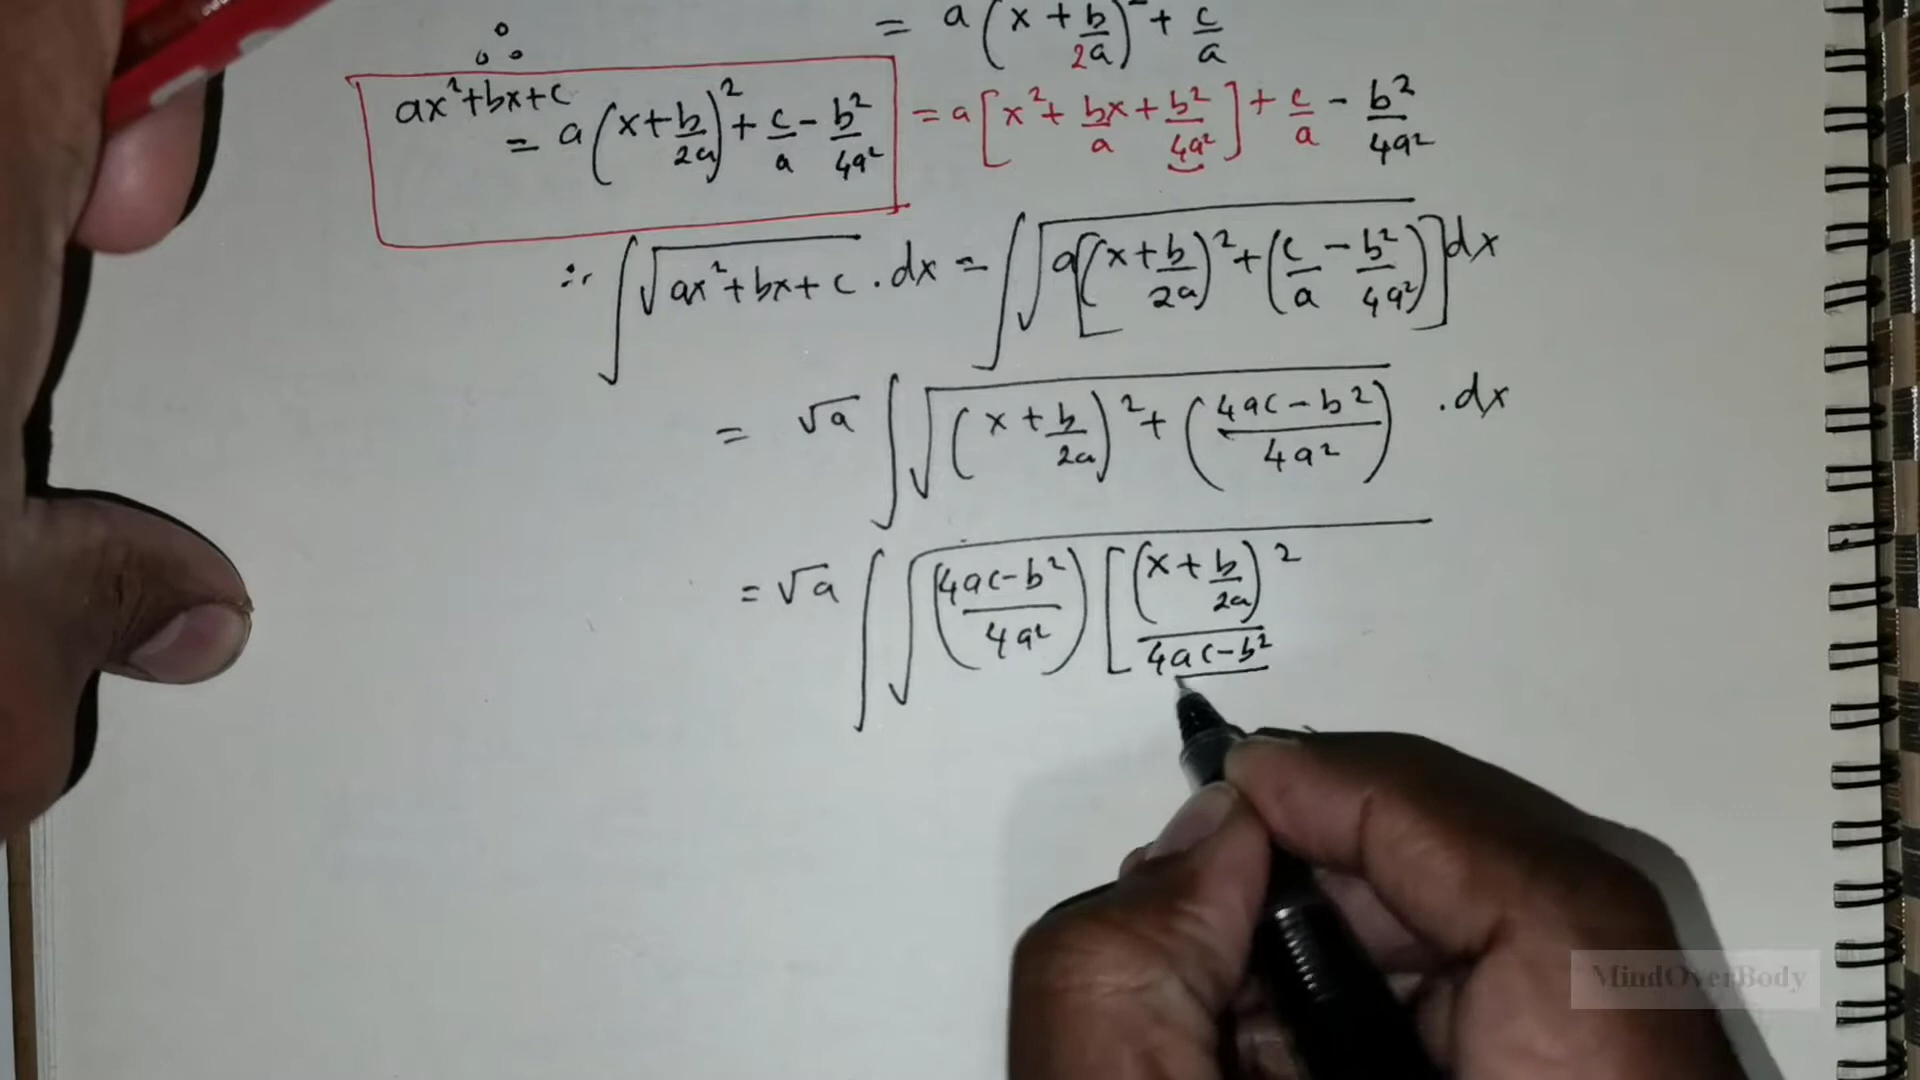 = a(x + b/2a)² + c/a
∴
ax²+bx+c
= a(x+b/2a)² + c/a - b²/4a² = a[x² + bx/a + b²/4a²] + c/a - b²/4a²
∴ ∫√(ax²+bx+c) . dx = ∫√(a[(x+b/2a)² + (c/a - b²/4a²)]) dx
= √a ∫√((x+b/2a)² + (4ac-b²/4a²)) . dx
= √a ∫√((4ac-b²/4a²) [(x+b/2a)²/4ac-b²
MindOverBody